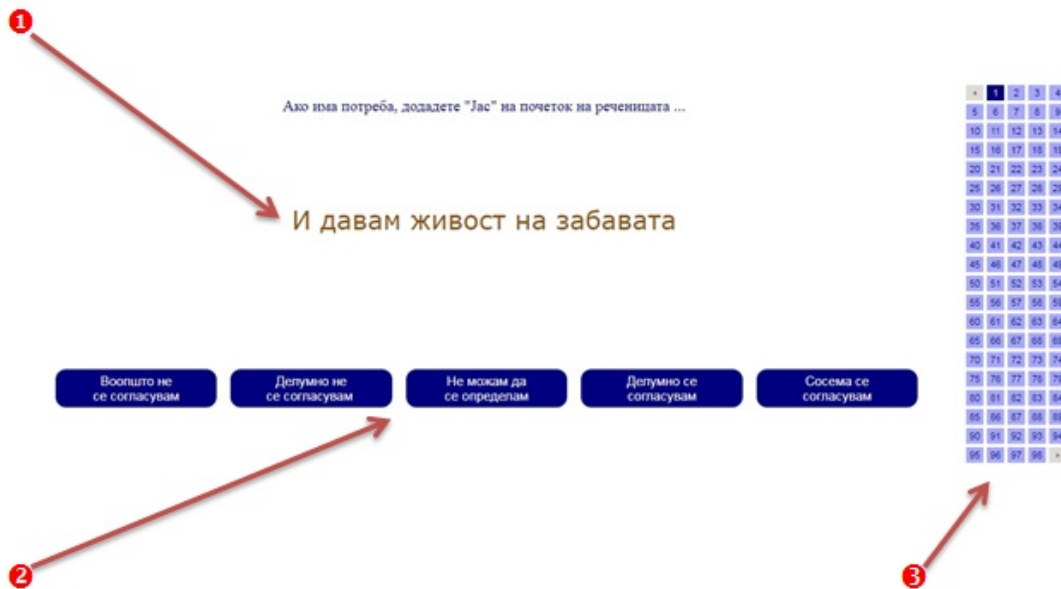 1
Ако има потреба, додадете "Јас" на почеток на реченицата ...
И давам живост на забавата
Воопшто не
се согласувам
Делумно не
се согласувам
Не можам да
се определам
Делумно се
согласувам
Сосема се
согласувам
« 1 2 3 4
5 6 7 8 9
10 11 12 13 14
15 16 17 18 19
20 21 22 23 24
25 26 27 28 29
30 31 32 33 34
35 36 37 38 39
40 41 42 43 44
45 46 47 48 49
50 51 52 53 54
55 56 57 58 59
60 61 62 63 64
65 66 67 68 69
70 71 72 73 74
75 76 77 78 79
80 81 82 83 84
85 86 87 88 89
90 91 92 93 94
95 96 97 98 »
2
3